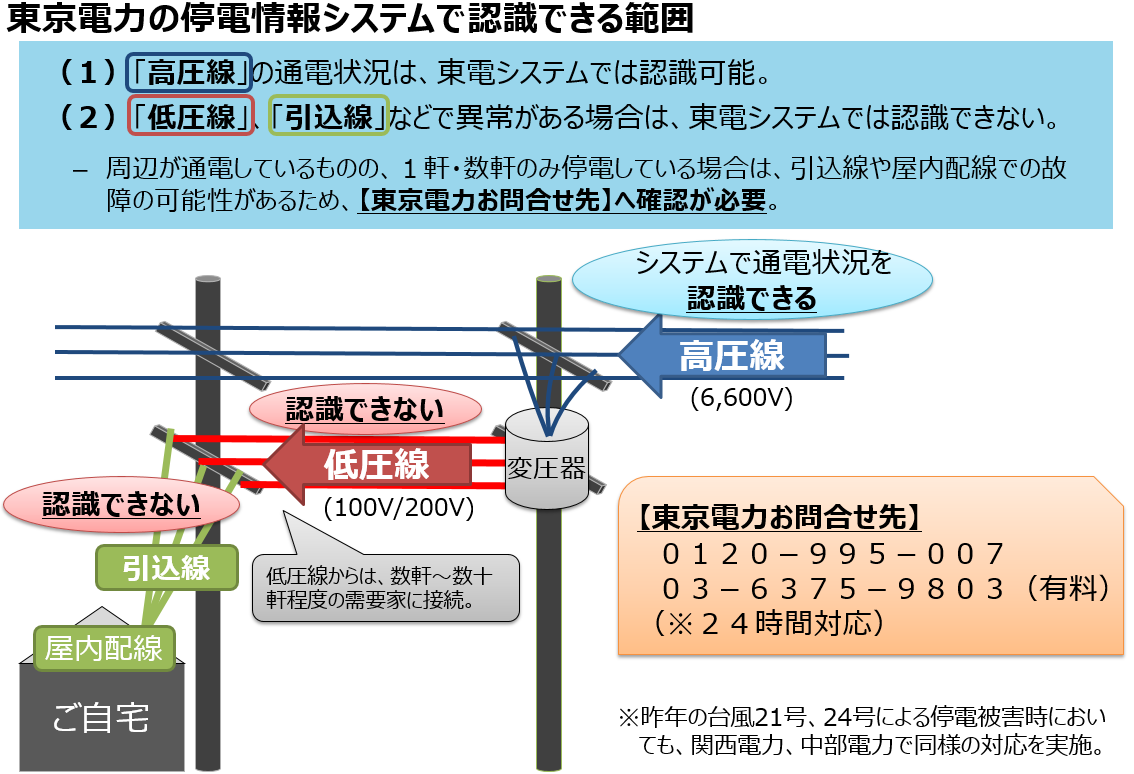 東京電力の停電情報システムで認識できる範囲
（１）「高圧線」の通電状況は、東電システムでは認識可能。
（２）「低圧線」、「引込線」などで異常がある場合は、東電システムでは認識できない。
– 周辺が通電しているものの、１軒・数軒のみ停電している場合は、引込線や屋内配線での故
障の可能性があるため、【東京電力お問合せ先】へ確認が必要。
システムで通電状況を
認識できる
高圧線
(6,600V)
認識できない
低圧線
(100V/200V)
変圧器
認識できない
引込線
低圧線からは、数軒～数十
軒程度の需要家に接続。
屋内配線
ご自宅
【東京電力お問合せ先】
０１２０－９９５－００７
０３－６３７５－９８０３（有料）
（※２４時間対応）
※昨年の台風21号、24号による停電被害時におい
ても、関西電力、中部電力で同様の対応を実施。